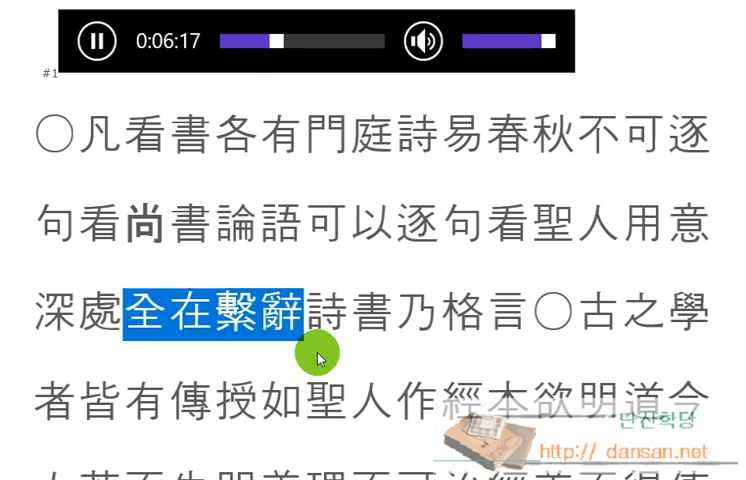 0:06:17
#1
〇凡看書各有門庭詩易春秋不可逐
句看尚書論語可以逐句看聖人用意
深處全在繫辭詩書乃格言〇古之學
者皆有傳授如聖人作經本欲明道今
단산학당
http:// dansan.net